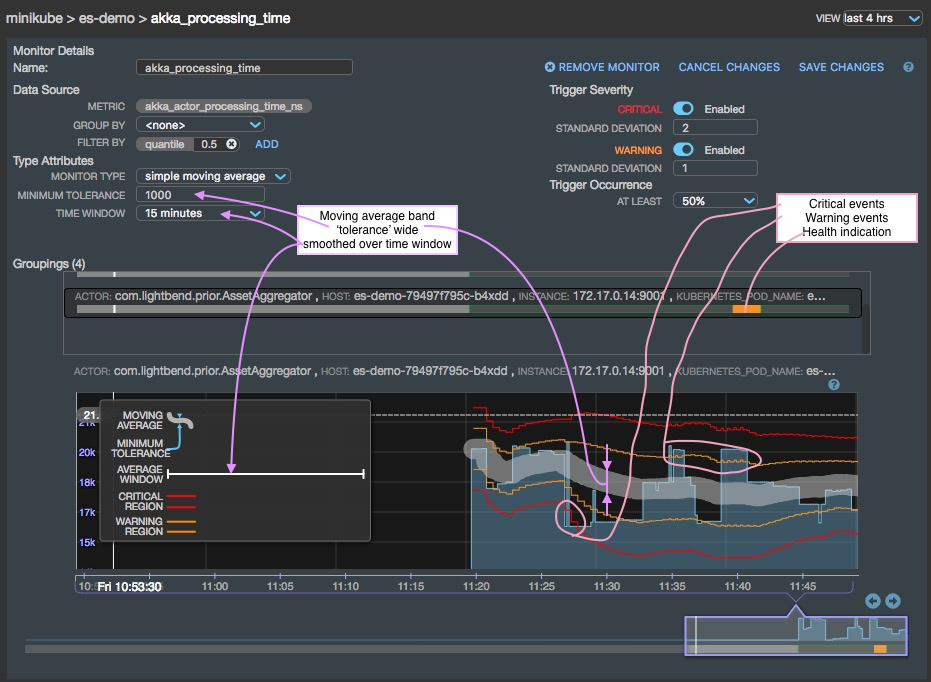 minikube > es-demo > akka_processing_time
VIEW last 4 hrs
Monitor Details
Name: akka_processing_time
REMOVE MONITOR CANCEL CHANGES SAVE CHANGES ?
Data Source
METRIC akka_actor_processing_time_ns
GROUP BY <none>
FILTER BY quantile 0.5 ADD
Type Attributes
MONITOR TYPE simple moving average
MINIMUM TOLERANCE 1000
TIME WINDOW 15 minutes
Trigger Severity
CRITICAL Enabled
STANDARD DEVIATION 2
WARNING Enabled
STANDARD DEVIATION 1
Trigger Occurrence
AT LEAST 50%
Moving average band
‘tolerance’ wide
smoothed over time window
Critical events
Warning events
Health indication
Groupings (4)
ACTOR: com.lightbend.prior.AssetAggregator , HOST: es-demo-79497f795c-b4xdd , INSTANCE: 172.17.0.14:9001 , KUBERNETES_POD_NAME: e...
ACTOR: com.lightbend.prior.AssetAggregator , HOST: es-demo-79497f795c-b4xdd , INSTANCE: 172.17.0.14:9001 , KUBERNETES_POD_NAME: es-...
?
21.
21k
20k
18k
17k
15k
MOVING
AVERAGE
MINIMUM
TOLERANCE
AVERAGE
WINDOW
CRITICAL
REGION
WARNING
REGION
10: Fri 10:53:30 11:00 11:05 11:10 11:15 11:20 11:25 11:30 11:35 11:40 11:45